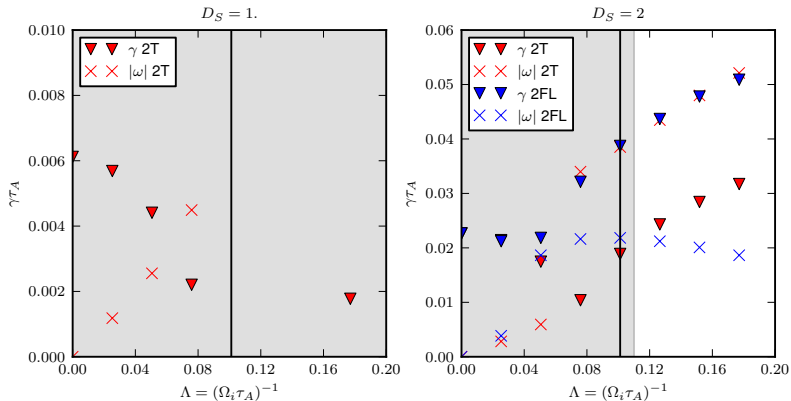 D_S = 1.
γτ_A
0.010
0.008
0.006
0.004
0.002
0.000
γ 2T
|ω| 2T
0.00 0.04 0.08 0.12 0.16 0.20
Λ = (Ω_i τ_A)^{-1}
D_S = 2
γτ_A
0.06
0.05
0.04
0.03
0.02
0.01
0.00
γ 2T
|ω| 2T
γ 2FL
|ω| 2FL
0.00 0.04 0.08 0.12 0.16 0.20
Λ = (Ω_i τ_A)^{-1}